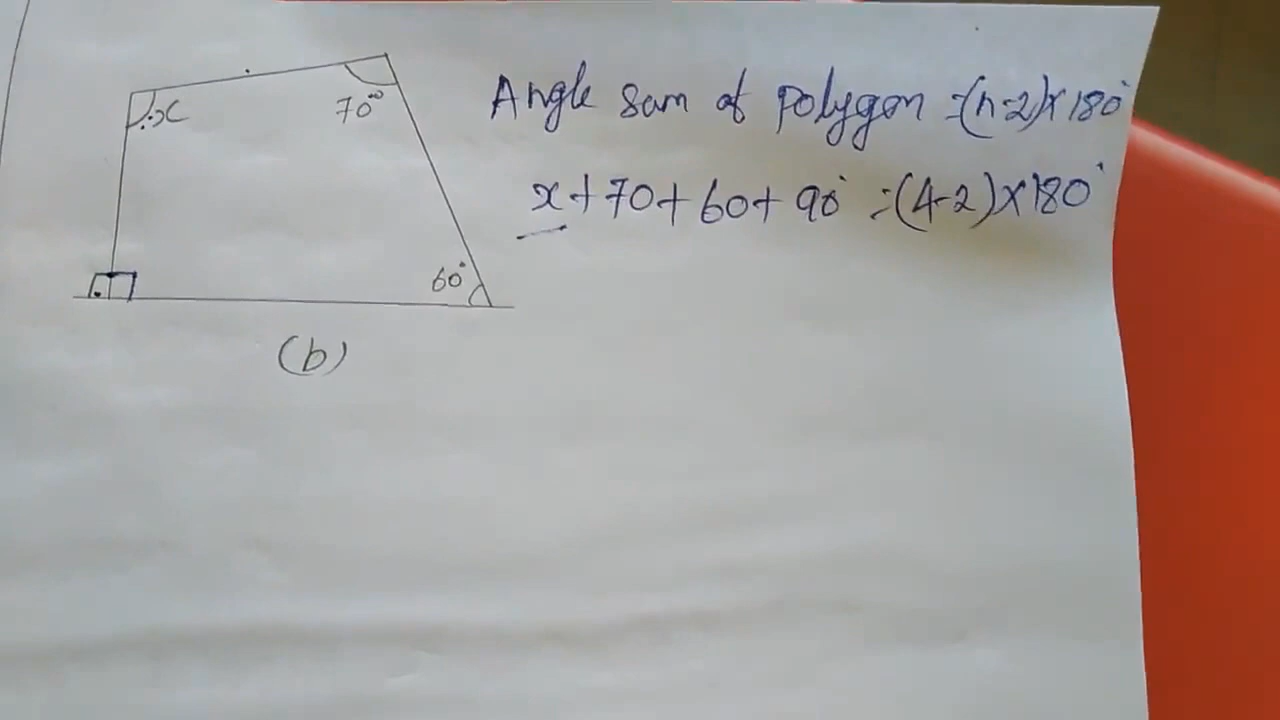 Angle sum of polygon =(n-2)×180°
x+70+60+90° =(4-2)×180°
x
70°
60°
(b)